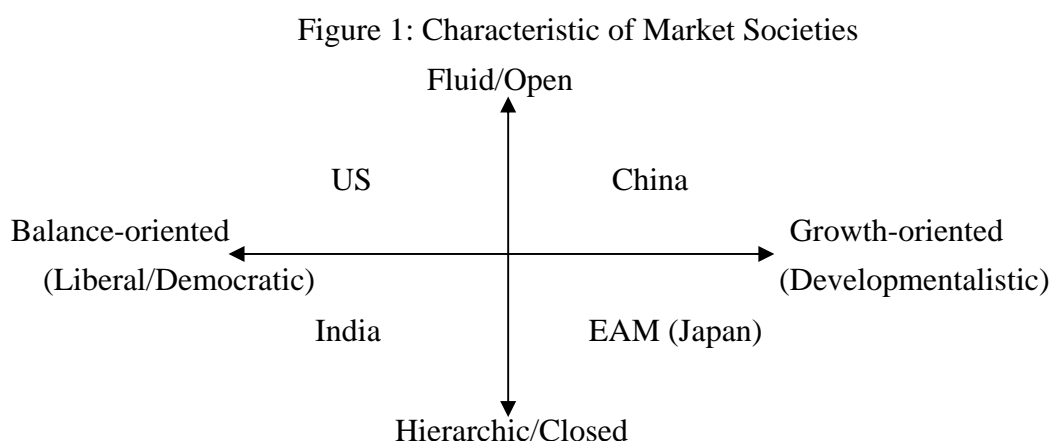 Figure 1: Characteristic of Market Societies
Fluid/Open
US China
Balance-oriented Growth-oriented
(Liberal/Democratic) (Developmentalistic)
India EAM (Japan)
Hierarchic/Closed